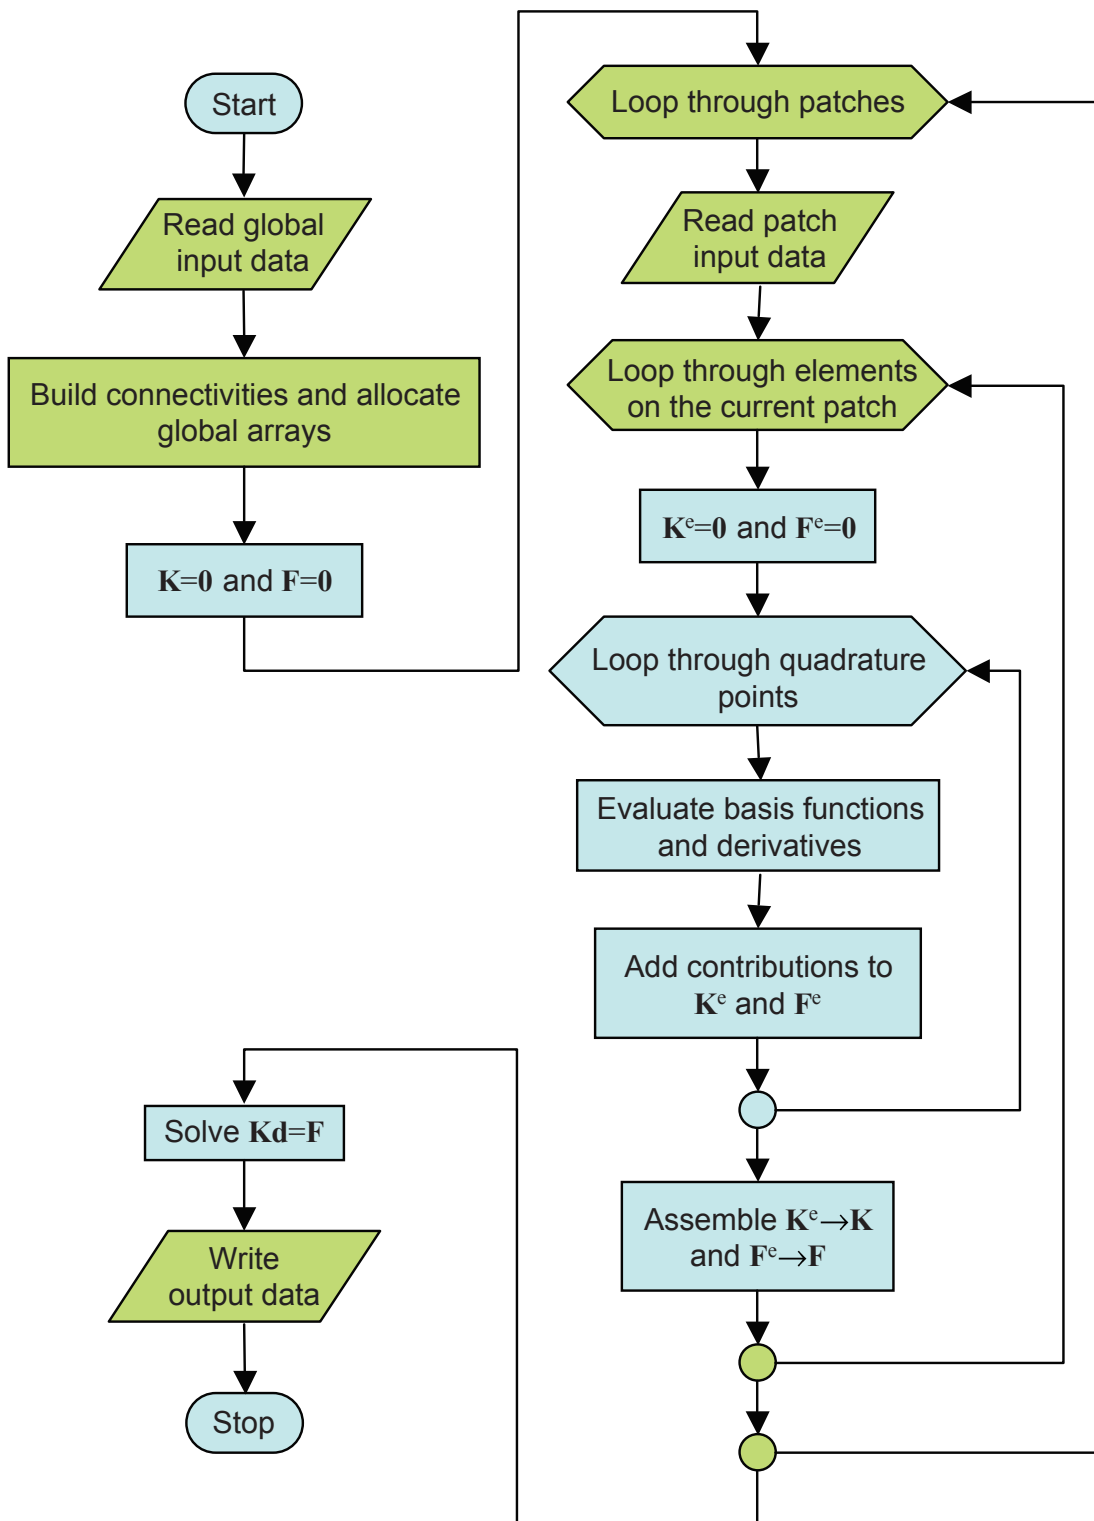 Start
Read global
input data
Build connectivities and allocate
global arrays
K=0 and F=0
Loop through patches
Read patch
input data
Loop through elements
on the current patch
Kᵉ=0 and Fᵉ=0
Loop through quadrature
points
Evaluate basis functions
and derivatives
Add contributions to
Kᵉ and Fᵉ
Assemble Kᵉ→K
and Fᵉ→F
Solve Kd=F
Write
output data
Stop